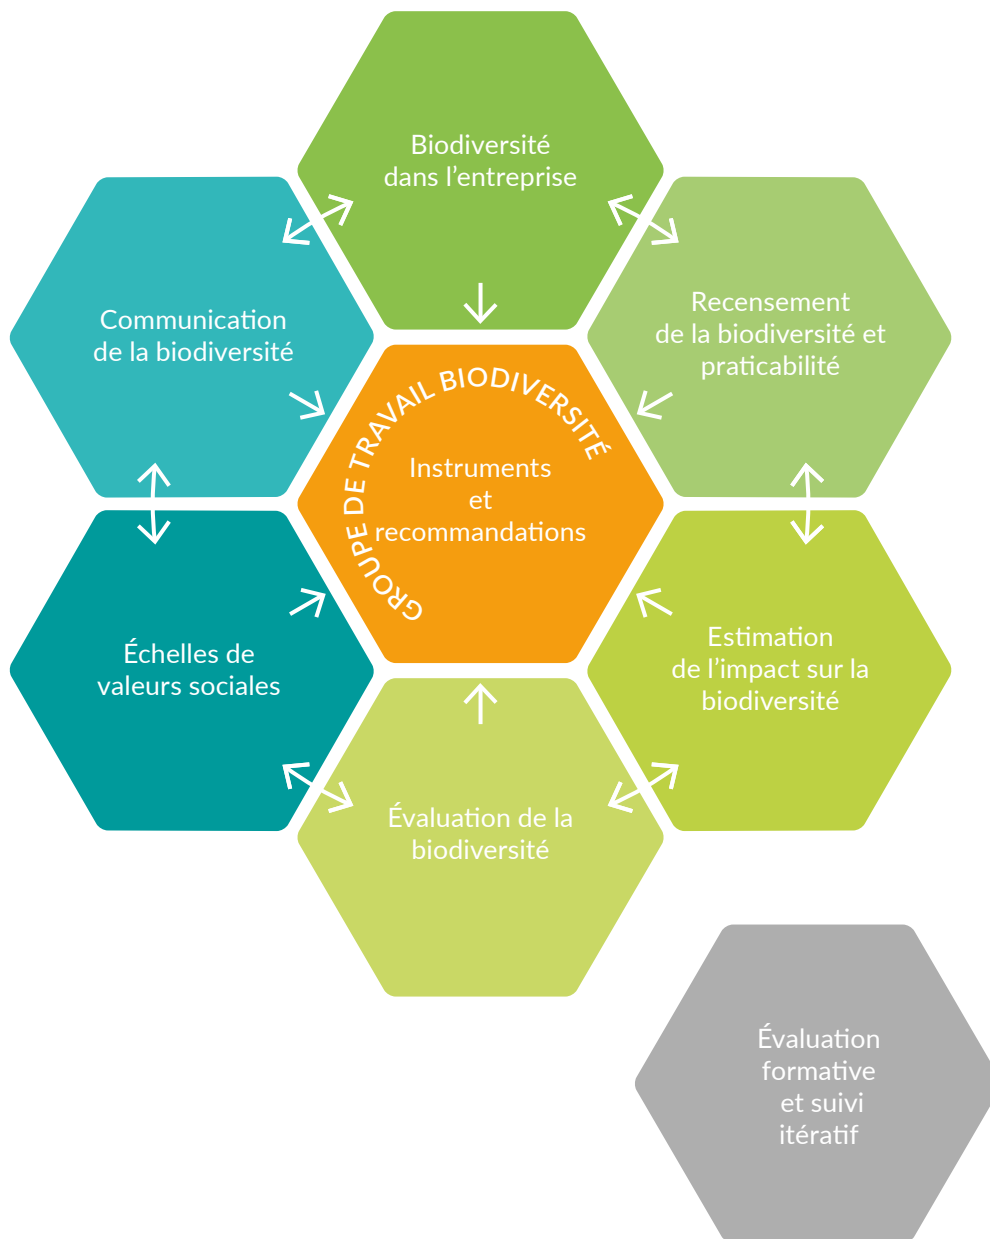 Biodiversité
dans l'entreprise
Communication
de la biodiversité
Recensement
de la biodiversité et
praticabilité
GROUPE DE TRAVAIL BIODIVERSITÉ
Instruments
et
recommandations
Échelles de
valeurs sociales
Estimation
de l'impact sur la
biodiversité
Évaluation de la
biodiversité
Évaluation
formative
et suivi
itératif